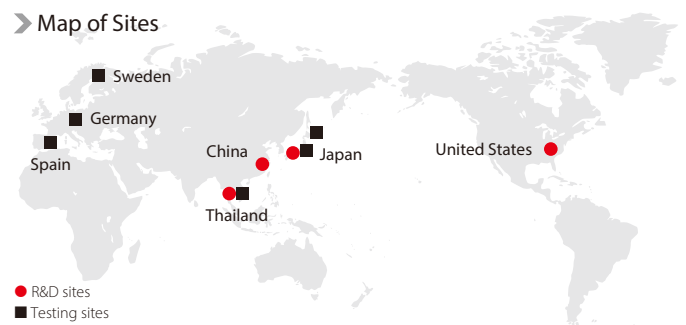 Map of Sites
Sweden
Germany
Spain
China
Japan
United States
Thailand
R&D sites
Testing sites